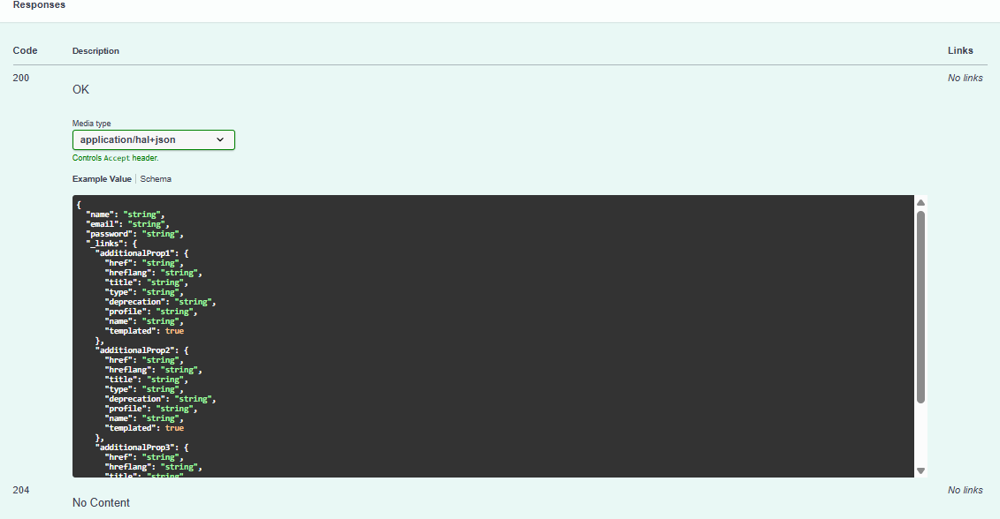 Responses
Code Description Links
200 No links
OK
Media type
application/hal+json
Controls Accept header.
Example Value Schema
{
"name": "string",
"email": "string",
"password": "string",
"_links": {
"additionalProp1": {
"href": "string",
"hreflang": "string",
"title": "string",
"type": "string",
"deprecation": "string",
"profile": "string",
"name": "string",
"templated": true
},
"additionalProp2": {
"href": "string",
"hreflang": "string",
"title": "string",
"type": "string",
"deprecation": "string",
"profile": "string",
"name": "string",
"templated": true
},
"additionalProp3": {
"href": "string",
"hreflang": "string",
"title": "string"
204 No links
No Content